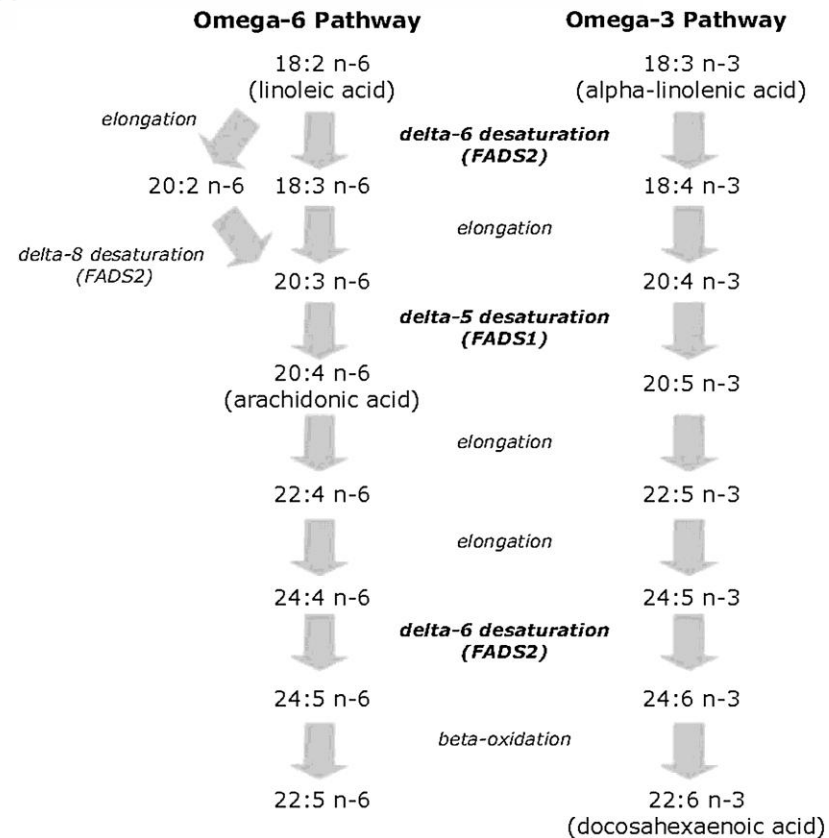 Omega-6 Pathway Omega-3 Pathway
18:2 n-6 18:3 n-3
(linoleic acid) (alpha-linolenic acid)
elongation
delta-6 desaturation
(FADS2)
20:2 n-6 18:3 n-6 18:4 n-3
elongation
delta-8 desaturation
(FADS2)
20:3 n-6 20:4 n-3
delta-5 desaturation
(FADS1)
20:4 n-6 20:5 n-3
(arachidonic acid)
elongation
22:4 n-6 22:5 n-3
elongation
24:4 n-6 24:5 n-3
delta-6 desaturation
(FADS2)
24:5 n-6 24:6 n-3
beta-oxidation
22:5 n-6 22:6 n-3
(docosahexaenoic acid)